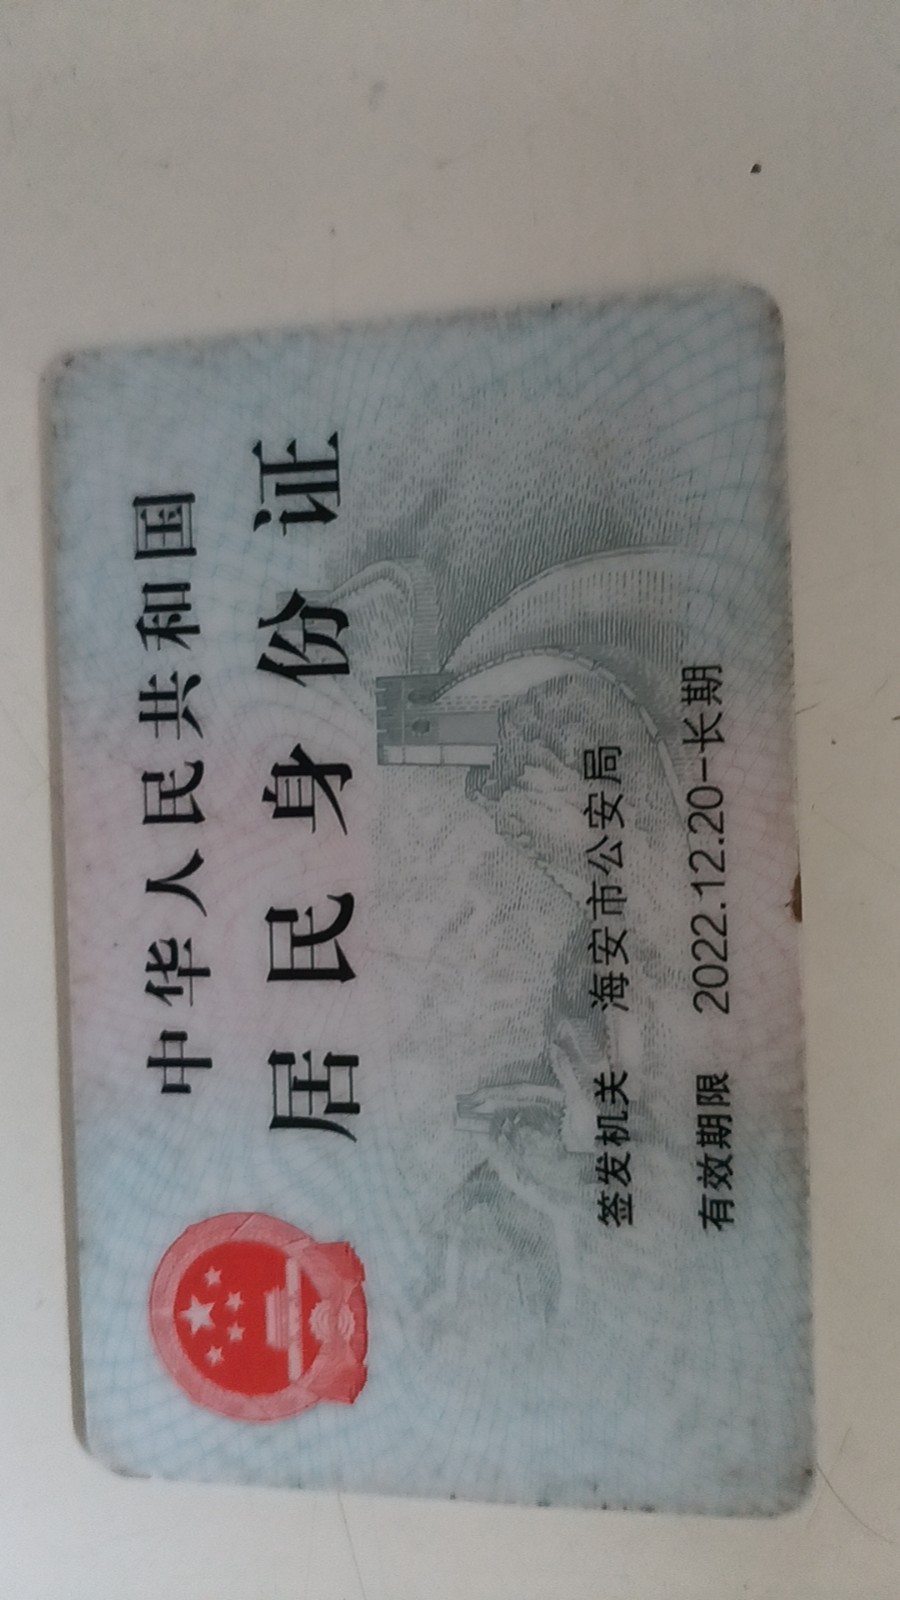 中华人民共和国
居民身份证
签发机关 海安市公安局
有效期限 2022.12.20-长期